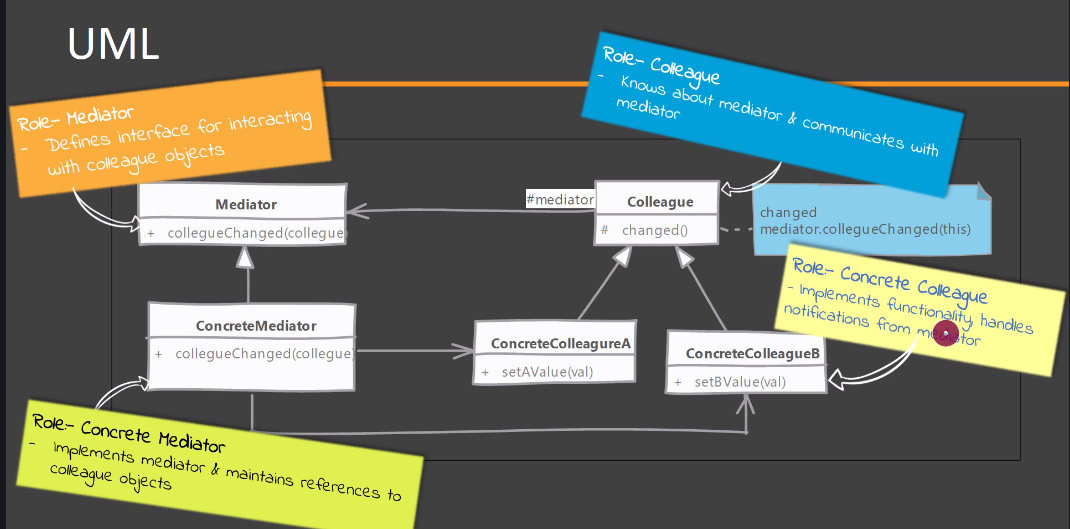 UML
Role:- Mediator
- Defines interface for interacting
with colleague objects
Role:- Colleague
- Knows about mediator & communicates with
mediator
Mediator
+ collegueChanged(collegue
#mediator
Colleague
# changed()
changed
mediator.collegueChanged(this)
Role:- Concrete Colleague
- Implements functionality, handles
notifications from mediator
ConcreteMediator
+ collegueChanged(collegue
ConcreteColleagureA
+ setAValue(val)
ConcreteColleagueB
+ setBValue(val)
Role:- Concrete Mediator
- Implements mediator & maintains references to
colleague objects